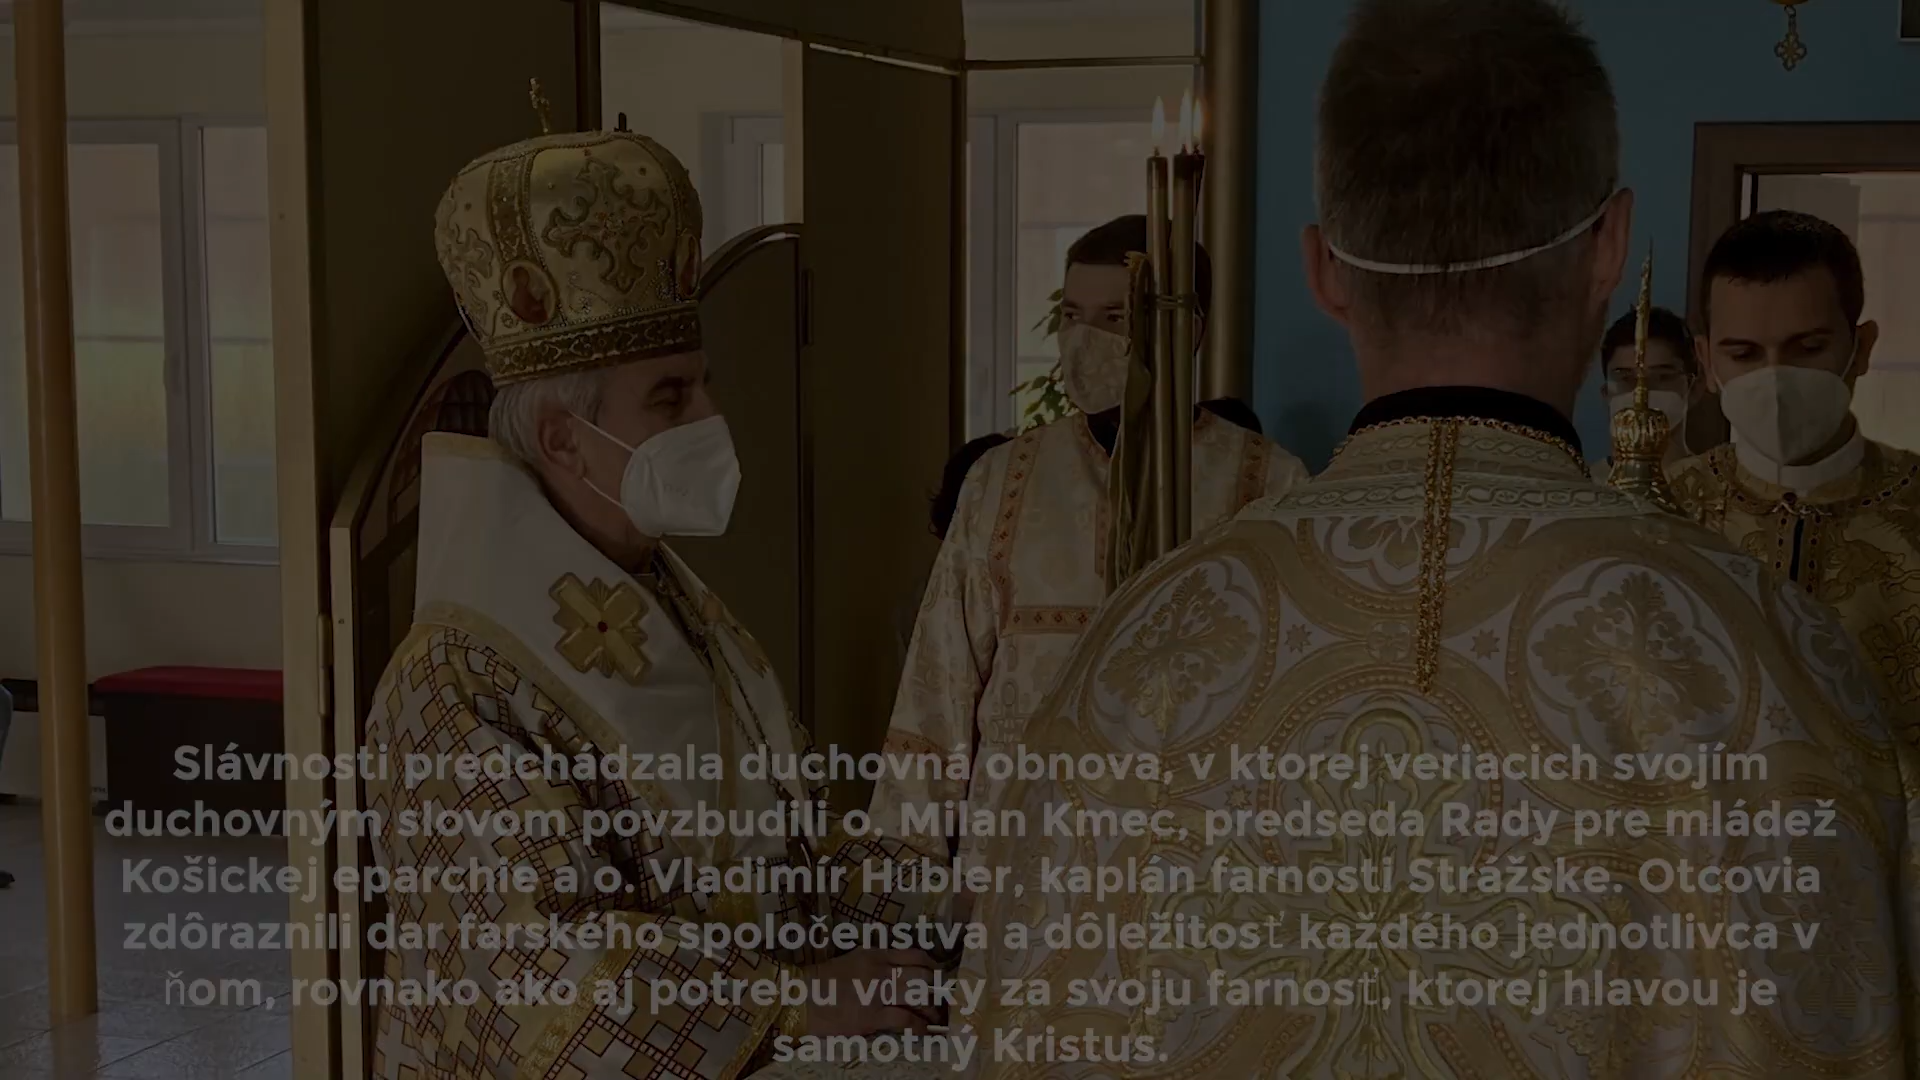 Slávnosti predchádzala duchovná obnova, v ktorej veriacich svojím
duchovným slovom povzbudili o. Milan Kmec, predseda Rady pre mládež
Košickej eparchie a o. Vladimír Hűbler, kaplán farnosti Strážske. Otcovia
zdôraznili dar farského spoločenstva a dôležitosť každého jednotlivca v
ňom, rovnako ako aj potrebu vďaky za svoju farnosť, ktorej hlavou je
samotný Kristus.